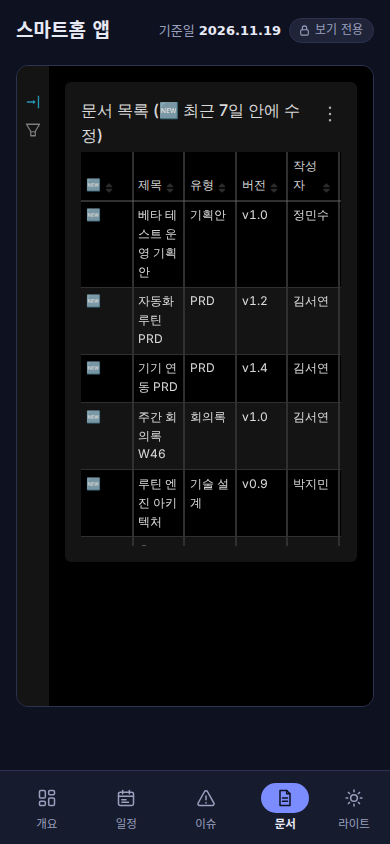 스마트홈 앱
기준일 2026.11.19
보기 전용
문서 목록 (🆕 최근 7일 안에 수
정)
🆕 제목 유형 버전 작성
자
🆕 베타 테 기획안 v1.0 정민수
스트 운
영 기획
안
🆕 자동화 PRD v1.2 김서연
루틴
PRD
🆕 기기 연 PRD v1.4 김서연
동 PRD
🆕 주간 회 회의록 v1.0 김서연
의록
W46
🆕 루틴 엔 기술 설 v0.9 박지민
진 아키 계
텍처
개요 일정 이슈 문서 라이트